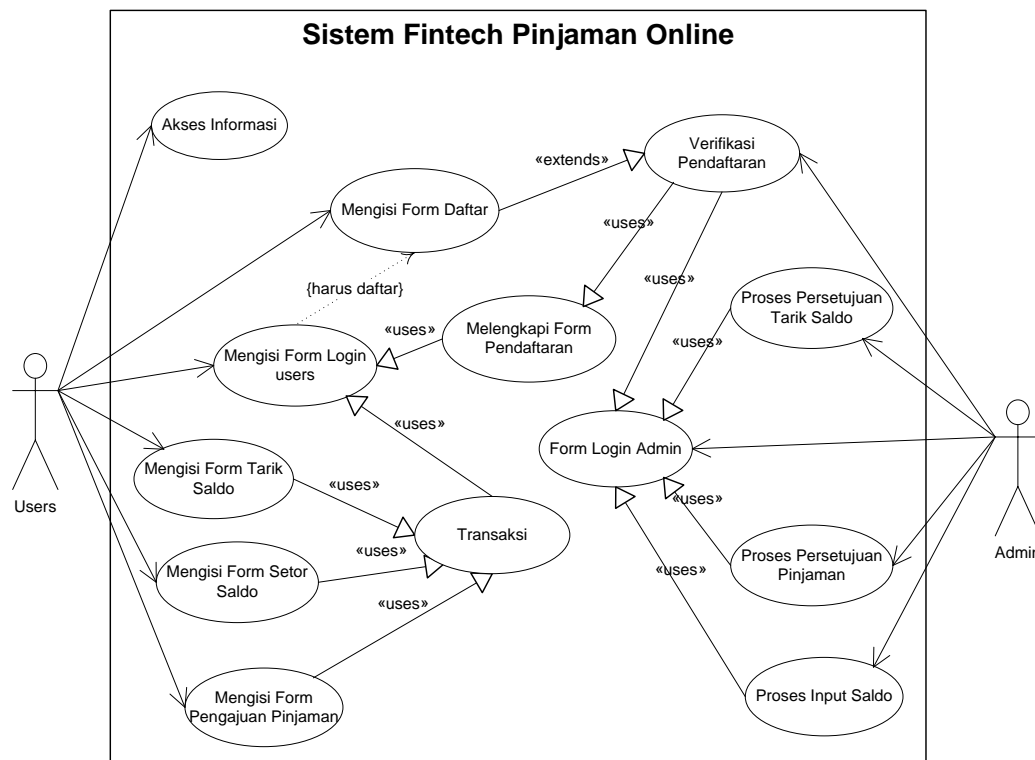 Sistem Fintech Pinjaman Online
Akses Informasi
Verifikasi
Pendaftaran
«extends»
Mengisi Form Daftar
«uses»
{harus daftar}
«uses»
Proses Persetujuan
Tarik Saldo
«uses»
Melengkapi Form
Pendaftaran
«uses»
Mengisi Form Login
users
«uses»
Form Login Admin
Mengisi Form Tarik
Saldo
«uses»
Users
Transaksi
«uses»
Admin
«uses»
Proses Persetujuan
Pinjaman
Mengisi Form Setor
Saldo
«uses»
«uses»
Mengisi Form
Pengajuan Pinjaman
Proses Input Saldo